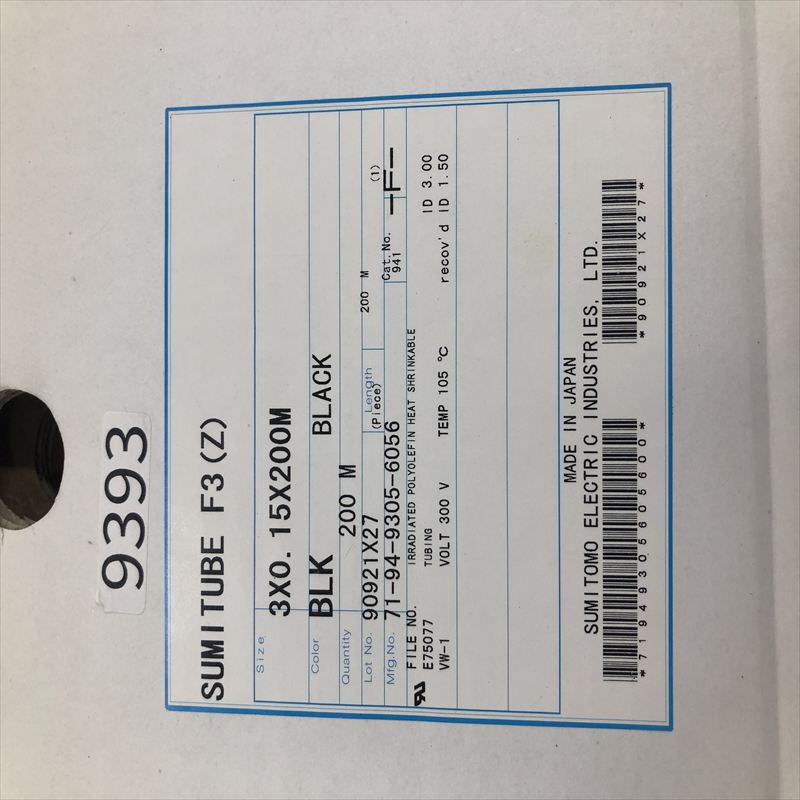 9393
SUMITUBE F3(Z)
Size 3X0.15X200M
Color BLK BLACK
Quantity 200 M
Lot No. 90921X27 Length (Piece) 200 M (1)
Mfg.No. 71-94-9305-6056 Cat.No. 941 -F-
FILE NO. IRRADIATED POLYOLEFIN HEAT SHRINKABLE
E75077 TUBING ID 3.00
VW-1 VOLT 300 V TEMP 105 ℃ recov'd ID 1.50
MADE IN JAPAN
SUMITOMO ELECTRIC INDUSTRIES, LTD.
*71949305605600* *90921X27*